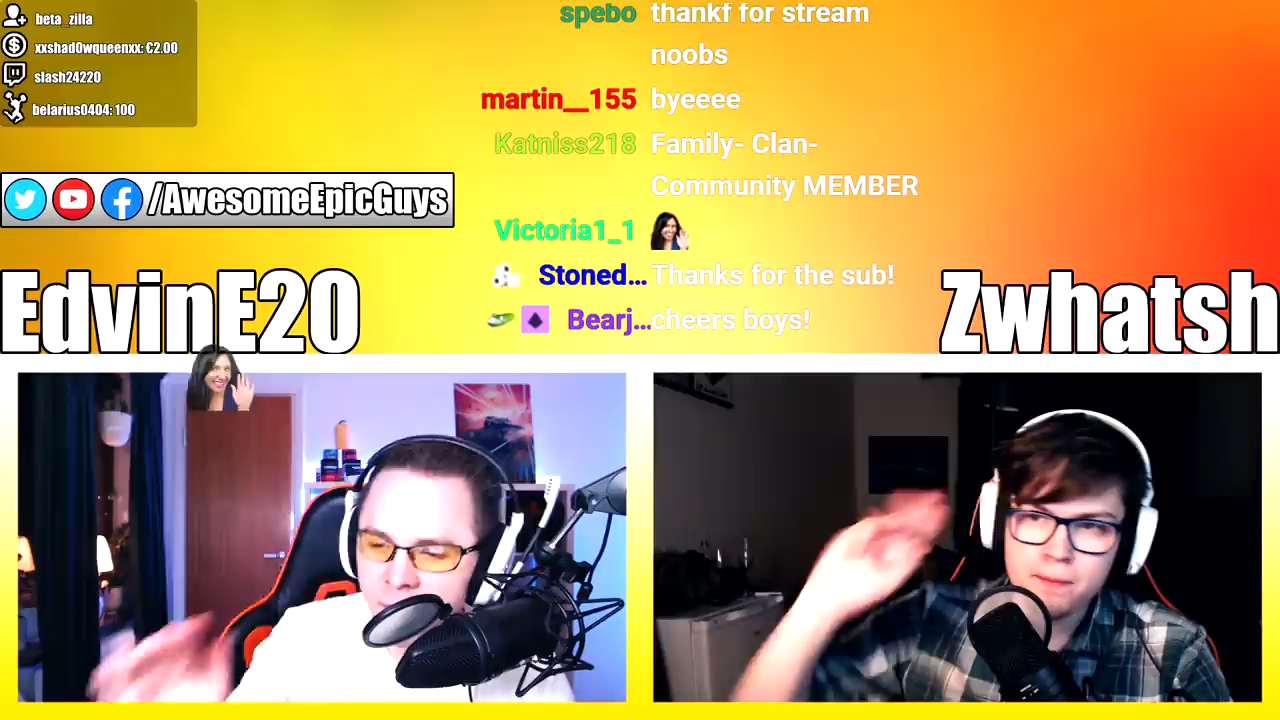 beta_zilla
xxshad0wqueenxx: €2.00
slash24220
belarius0404: 100
spebo thankf for stream
noobs
martin__155 byeeee
Katniss218 Family- Clan-
Community MEMBER
Victoria1_1
Stoned... Thanks for the sub!
Bearj... cheers boys!
/AwesomeEpicGuys
EdvinE20
Zwhatsh